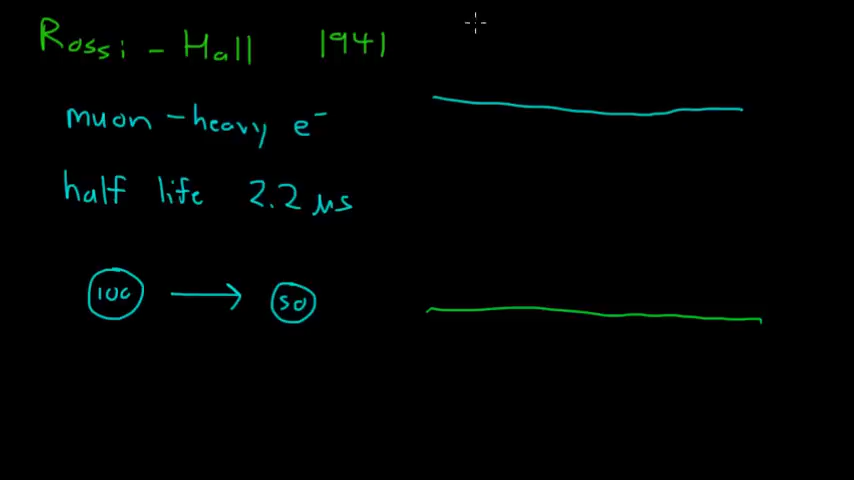 Rossi - Hall 1941
muon - heavy e⁻
half life 2.2 μs
100 → 50